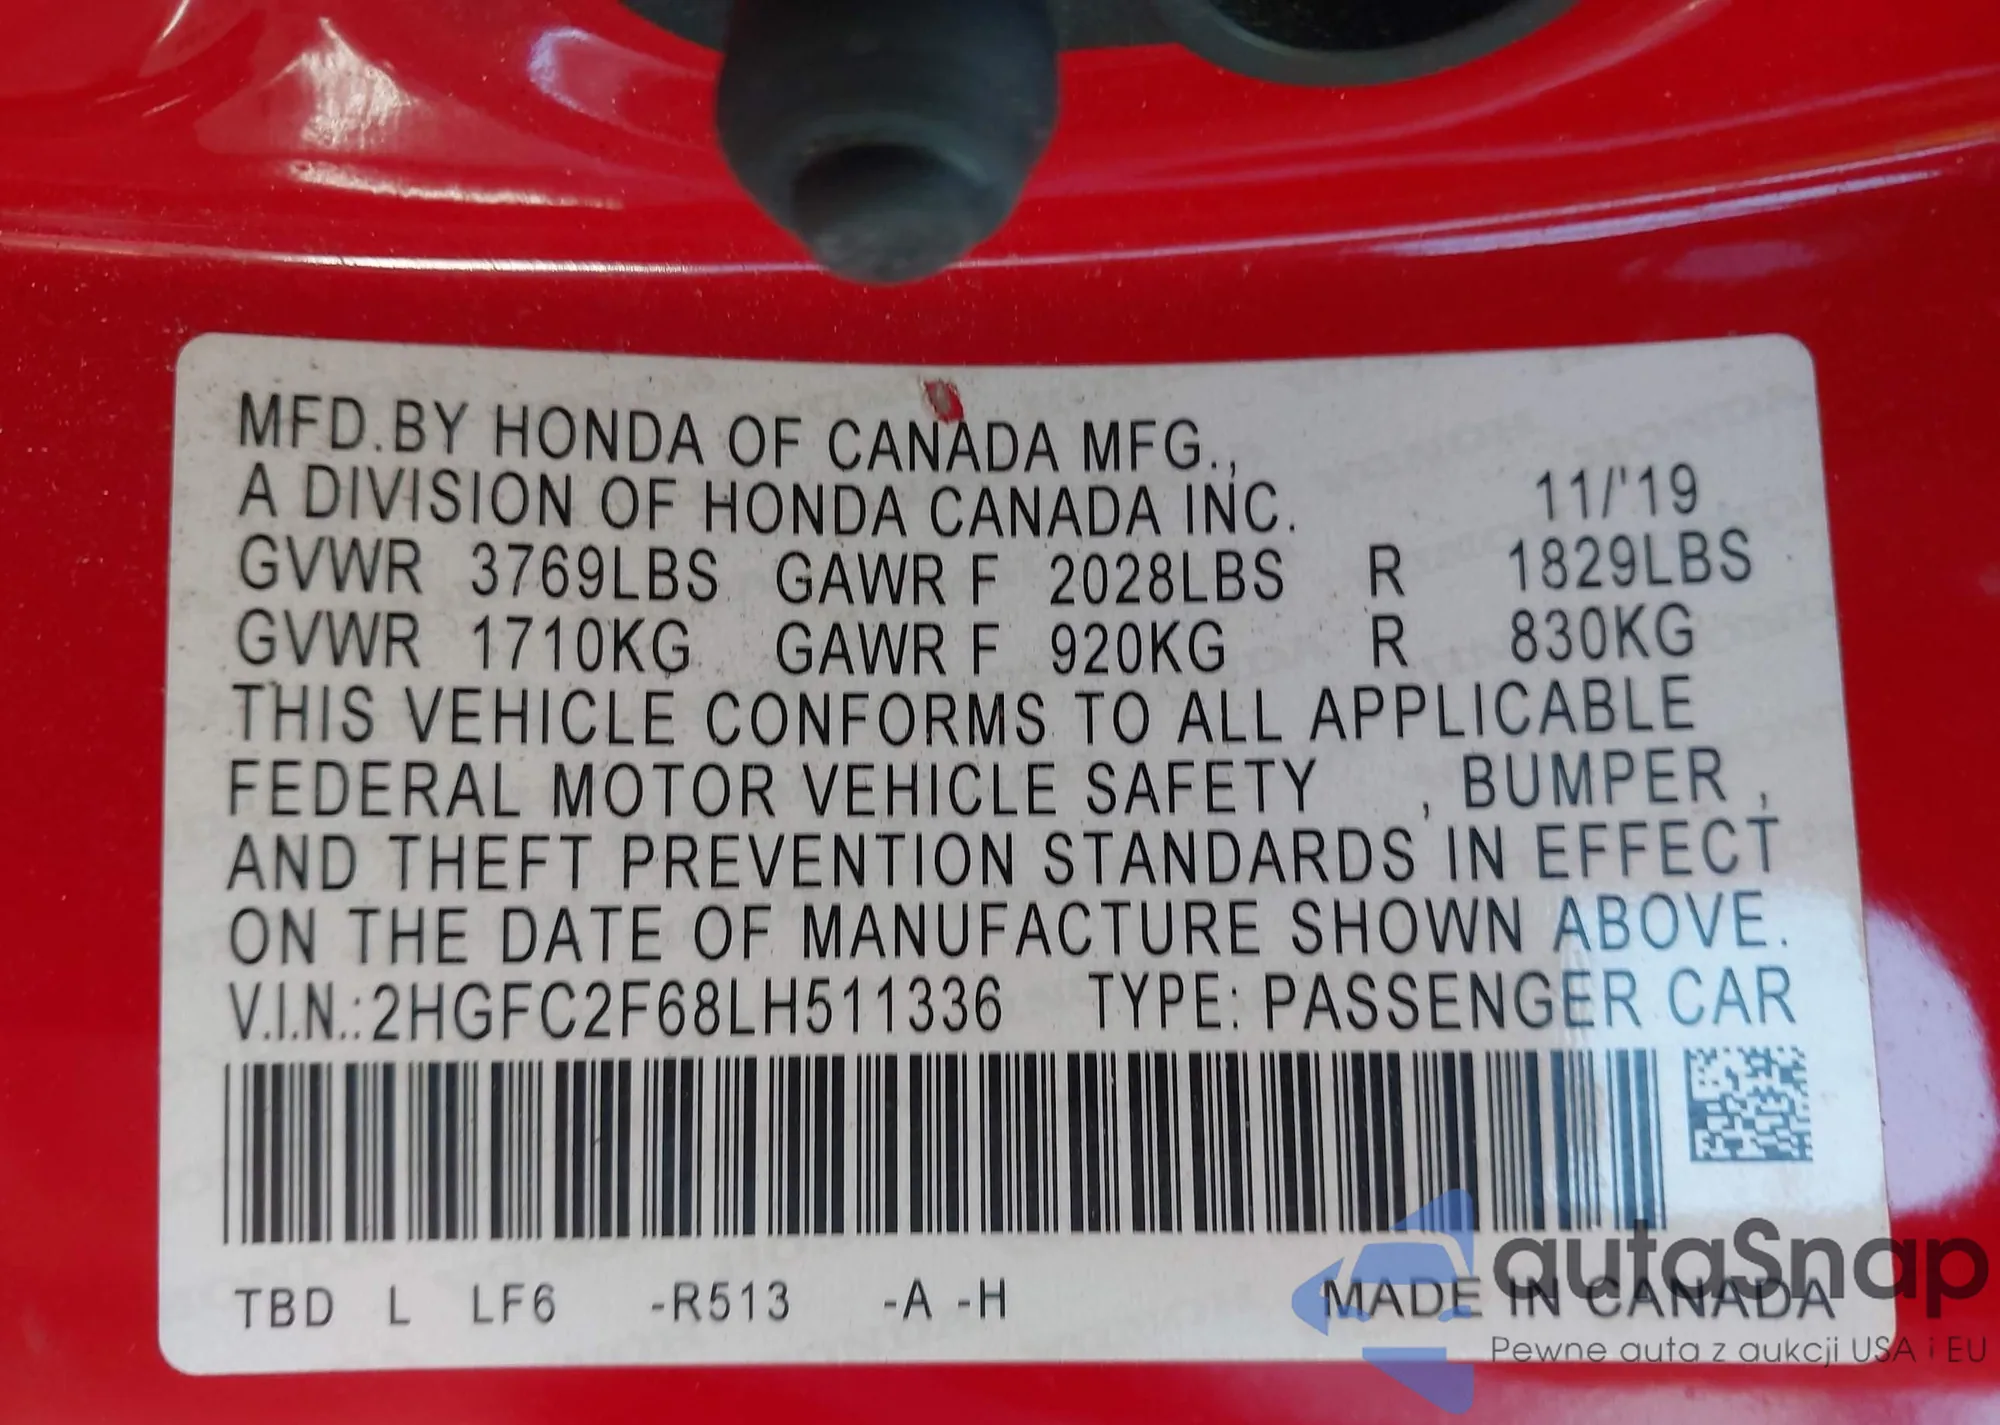 MFD.BY HONDA OF CANADA MFG.,
A DIVISION OF HONDA CANADA INC. 11/'19
GVWR 3769LBS GAWR F 2028LBS R 1829LBS
GVWR 1710KG GAWR F 920KG R 830KG
THIS VEHICLE CONFORMS TO ALL APPLICABLE
FEDERAL MOTOR VEHICLE SAFETY , BUMPER ,
AND THEFT PREVENTION STANDARDS IN EFFECT
ON THE DATE OF MANUFACTURE SHOWN ABOVE.
V.I.N.:2HGFC2F68LH511336 TYPE: PASSENGER CAR
TBD L LF6 -R513 -A -H MADE IN CANADA
autaSnap
Pewne auta z aukcji USA i EU